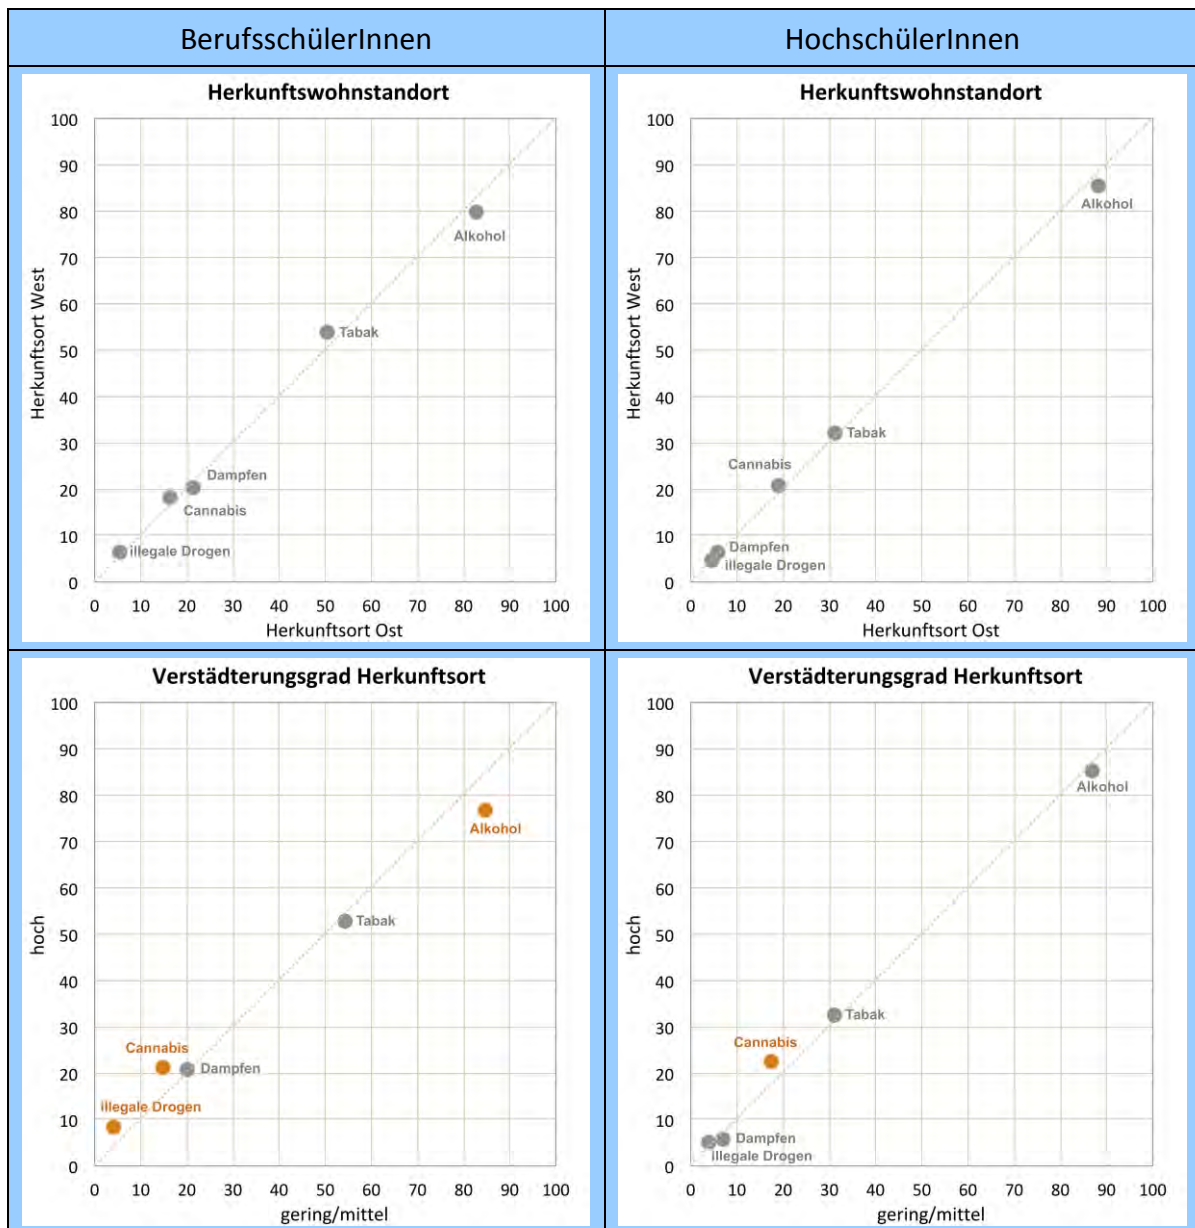 BerufsschülerInnen
HochschülerInnen
Herkunftswohnstandort
100
90
80
70
60
50
40
30
20
10
0
Herkunftsort West
Alkohol
Tabak
Dampfen
Cannabis
illegale Drogen
0 10 20 30 40 50 60 70 80 90 100
Herkunftsort Ost
Herkunftswohnstandort
100
90
80
70
60
50
40
30
20
10
0
Herkunftsort West
Alkohol
Tabak
Cannabis
Dampfen
illegale Drogen
0 10 20 30 40 50 60 70 80 90 100
Herkunftsort Ost
Verstädterungsgrad Herkunftsort
100
90
80
70
60
50
40
30
20
10
0
hoch
Alkohol
Tabak
Cannabis
Dampfen
illegale Drogen
0 10 20 30 40 50 60 70 80 90 100
gering/mittel
Verstädterungsgrad Herkunftsort
100
90
80
70
60
50
40
30
20
10
0
hoch
Alkohol
Tabak
Cannabis
Dampfen
illegale Drogen
0 10 20 30 40 50 60 70 80 90 100
gering/mittel